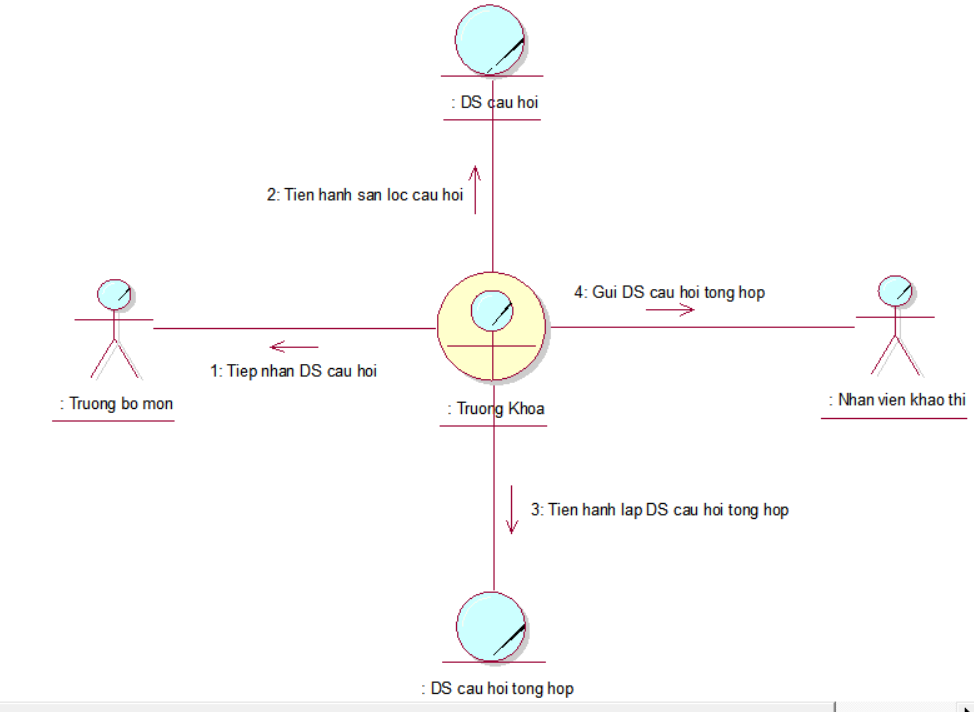 : DS cau hoi
2: Tien hanh san loc cau hoi
4: Gui DS cau hoi tong hop
1: Tiep nhan DS cau hoi
: Truong bo mon
: Truong Khoa
: Nhan vien khao thi
3: Tien hanh lap DS cau hoi tong hop
: DS cau hoi tong hop